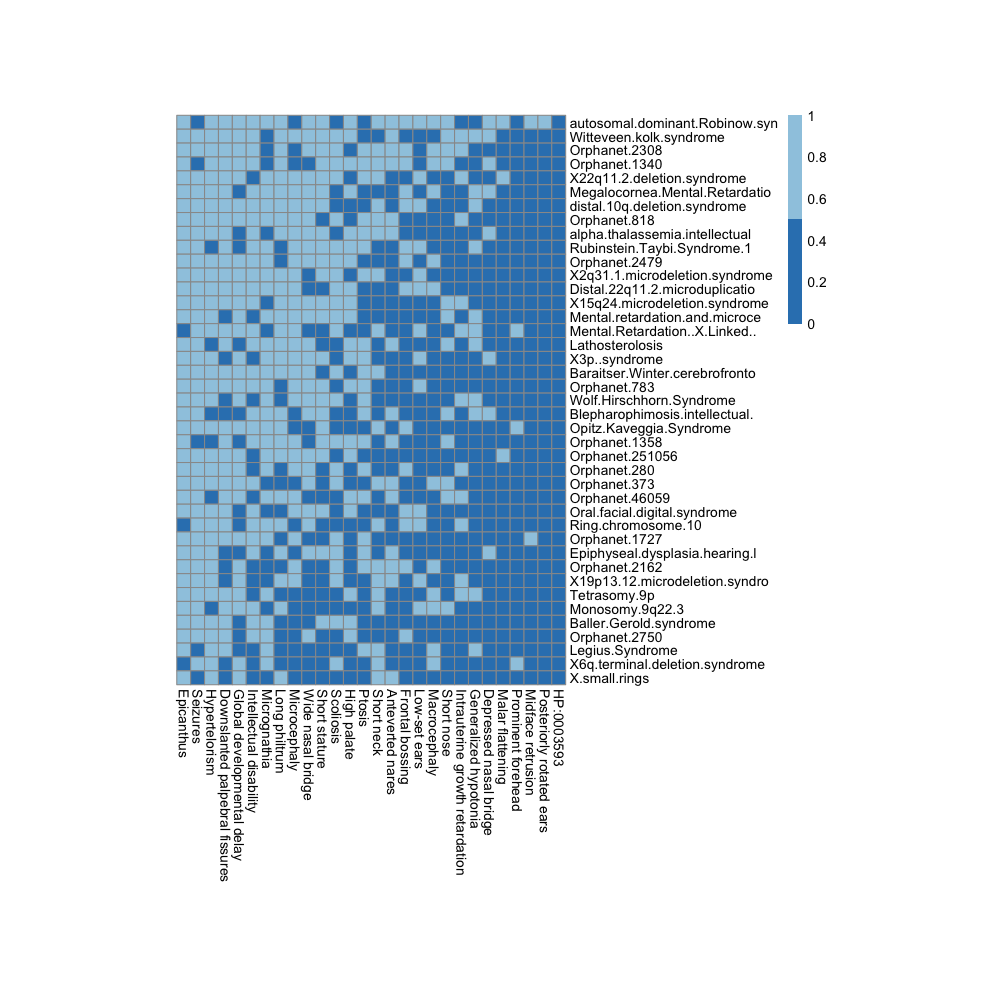 autosomal.dominant.Robinow.syn
Witteveen.kolk.syndrome
Orphanet.2308
Orphanet.1340
X22q11.2.deletion.syndrome
Megalocornea.Mental.Retardatio
distal.10q.deletion.syndrome
Orphanet.818
alpha.thalassemia.intellectual
Rubinstein.Taybi.Syndrome.1
Orphanet.2479
X2q31.1.microdeletion.syndrome
Distal.22q11.2.microduplicatio
X15q24.microdeletion.syndrome
Mental.retardation.and.microce
Mental.Retardation..X.Linked..
Lathosterolosis
X3p..syndrome
Baraitser.Winter.cerebrofronto
Orphanet.783
Wolf.Hirschhorn.Syndrome
Blepharophimosis.intellectual.
Opitz.Kaveggia.Syndrome
Orphanet.1358
Orphanet.251056
Orphanet.280
Orphanet.373
Orphanet.46059
Oral.facial.digital.syndrome
Ring.chromosome.10
Orphanet.1727
Epiphyseal.dysplasia.hearing.l
Orphanet.2162
X19p13.12.microdeletion.syndro
Tetrasomy.9p
Monosomy.9q22.3
Baller.Gerold.syndrome
Orphanet.2750
Legius.Syndrome
X6q.terminal.deletion.syndrome
X.small.rings
1
0.8
0.6
0.4
0.2
0
Epicanthus
Seizures
Hypertelorism
Downslanted palpebral fissures
Global developmental delay
Intellectual disability
Micrognathia
Long philtrum
Microcephaly
Wide nasal bridge
Short stature
Scoliosis
High palate
Ptosis
Short neck
Anteverted nares
Frontal bossing
Low-set ears
Macrocephaly
Short nose
Intrauterine growth retardation
Generalized hypotonia
Depressed nasal bridge
Malar flattening
Prominent forehead
Midface retrusion
Posteriorly rotated ears
HP:0003593